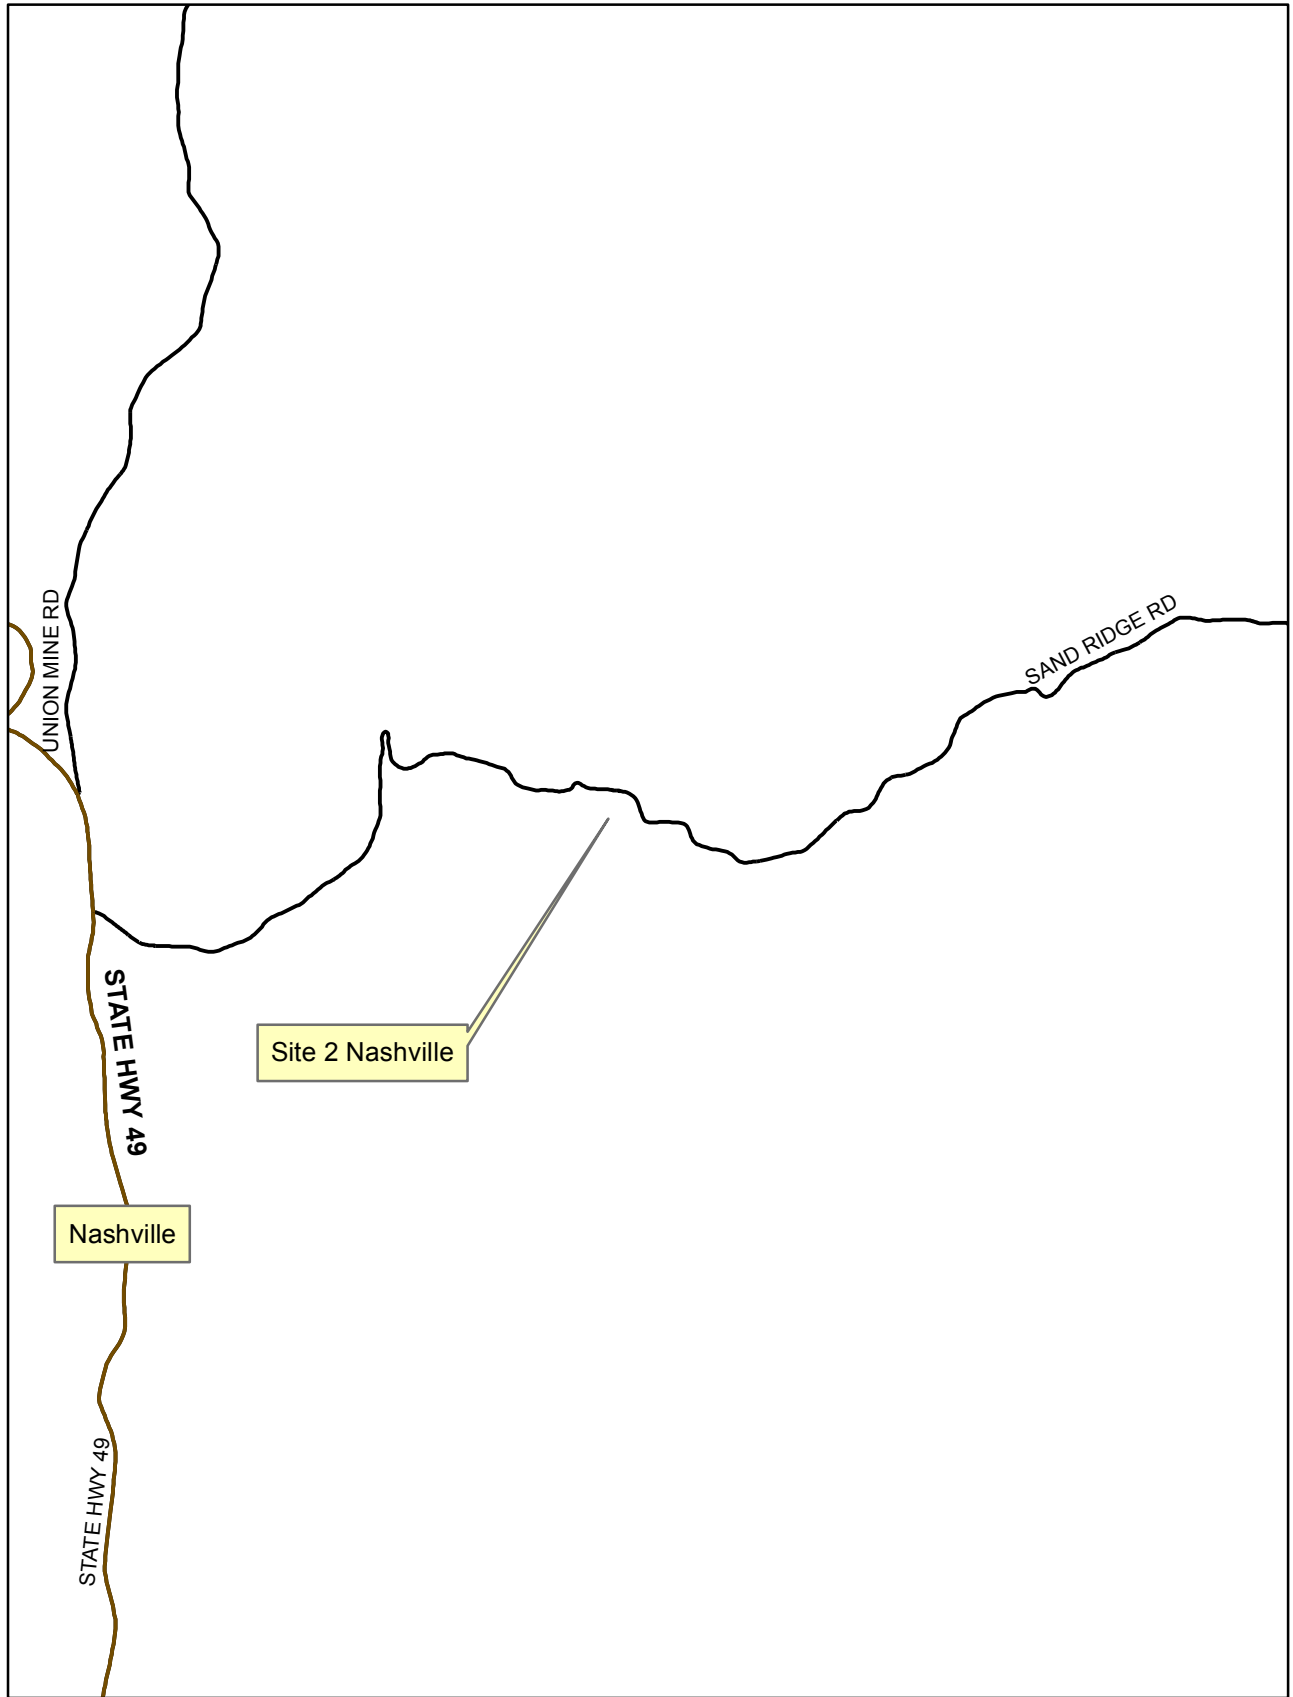 UNION MINE RD
SAND RIDGE RD
STATE HWY 49
Site 2 Nashville
Nashville
STATE HWY 49